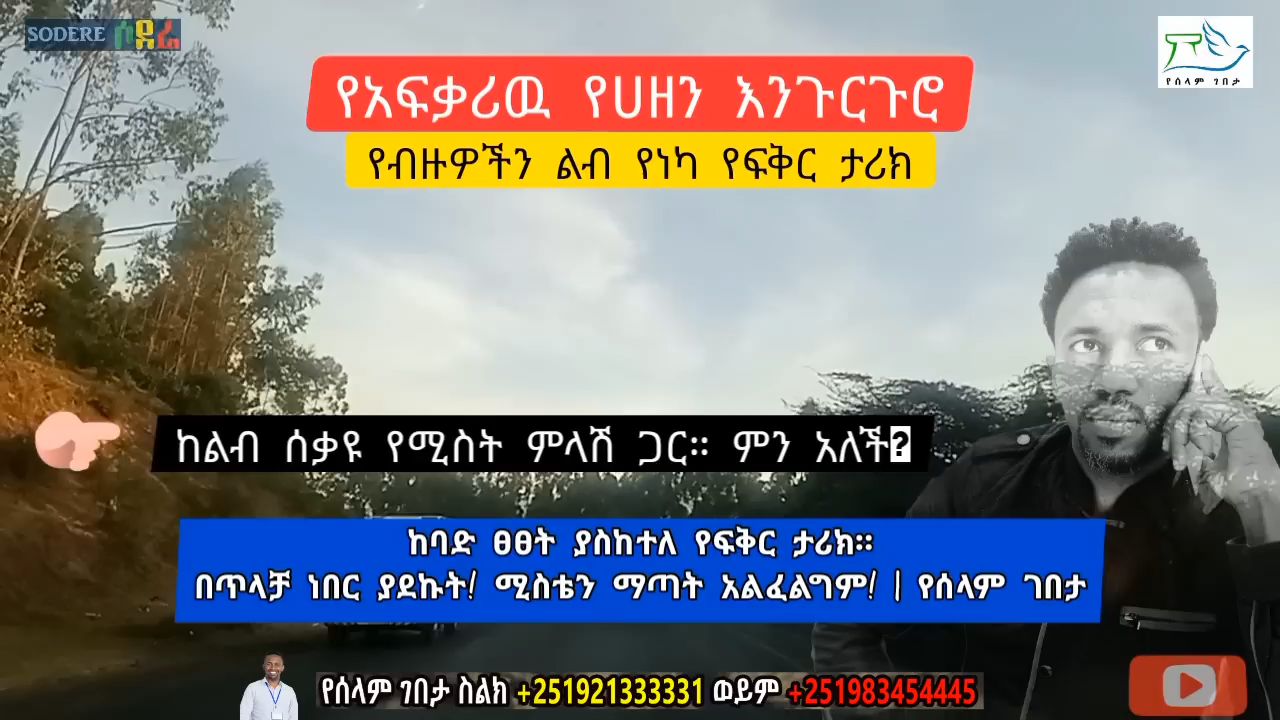 SODERE ሶደሬ
የሰላም ገበታ
የአፍቃሪዉ የሀዘን እንጉርጉሮ
የብዙዎችን ልብ የነካ የፍቅር ታሪክ
ከልብ ሰቃዩ የሚስት ምላሽ ጋር። ምን አለች?
ከባድ ፀፀት ያስከተለ የፍቅር ታሪክ።
በጥላቻ ነበር ያደኩት! ሚስቴን ማጣት አልፈልግም! | የሰላም ገበታ
የሰላም ገበታ ስልክ +251921333331 ወይም +251983454445